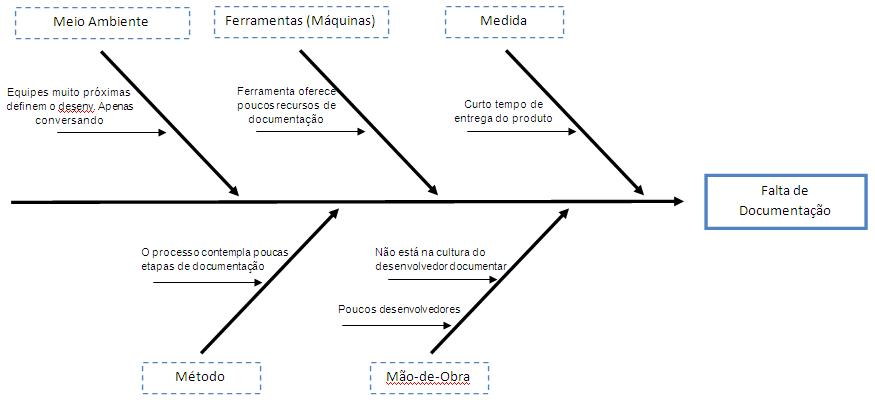 Meio Ambiente
Ferramentas (Máquinas)
Medida
Equipes muito próximas
definem o desenv. Apenas
conversando
Ferramenta oferece
poucos recursos de
documentação
Curto tempo de
entrega do produto
Falta de
Documentação
O processo contempla poucas
etapas de documentação
Não está na cultura do
desenvolvedor documentar
Poucos desenvolvedores
Método
Mão-de-Obra